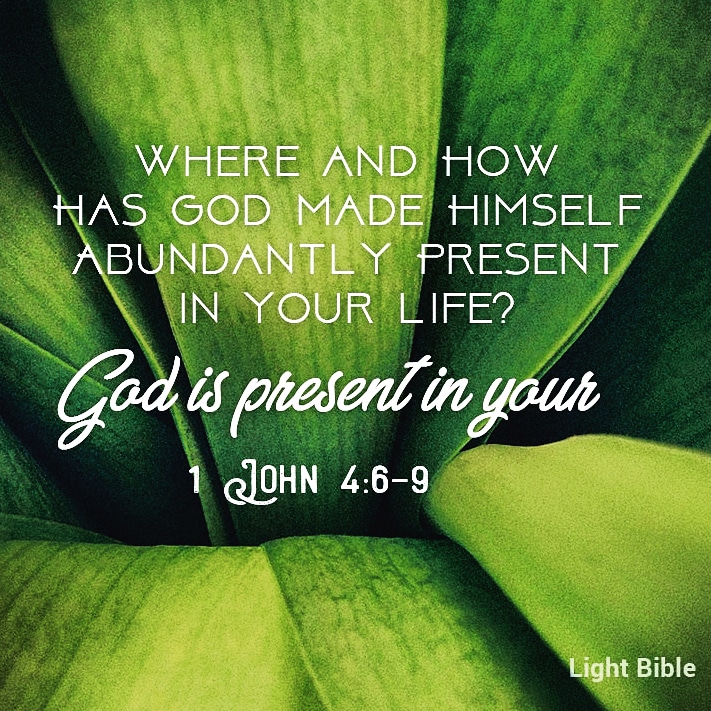 WHERE AND HOW
HAS GOD MADE HIMSELF
ABUNDANTLY PRESENT
IN YOUR LIFE?
God is present in your
1 JOHN 4:6-9
Light Bible